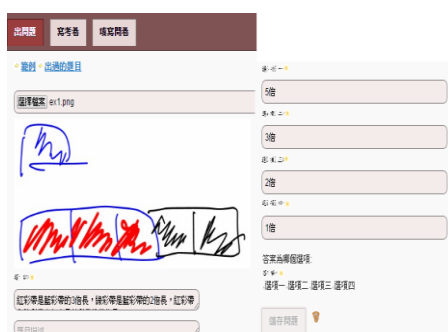 出問題 寫考卷 填寫問卷
範例 出過的題目
選擇檔案 ex1.png
紅彩帶是藍彩帶的3倍長，綠彩帶是藍彩帶的2倍長，紅彩帶
5倍
3倍
2倍
1倍
答案為哪個選項
選項一 選項二 選項三 選項四
儲存問題